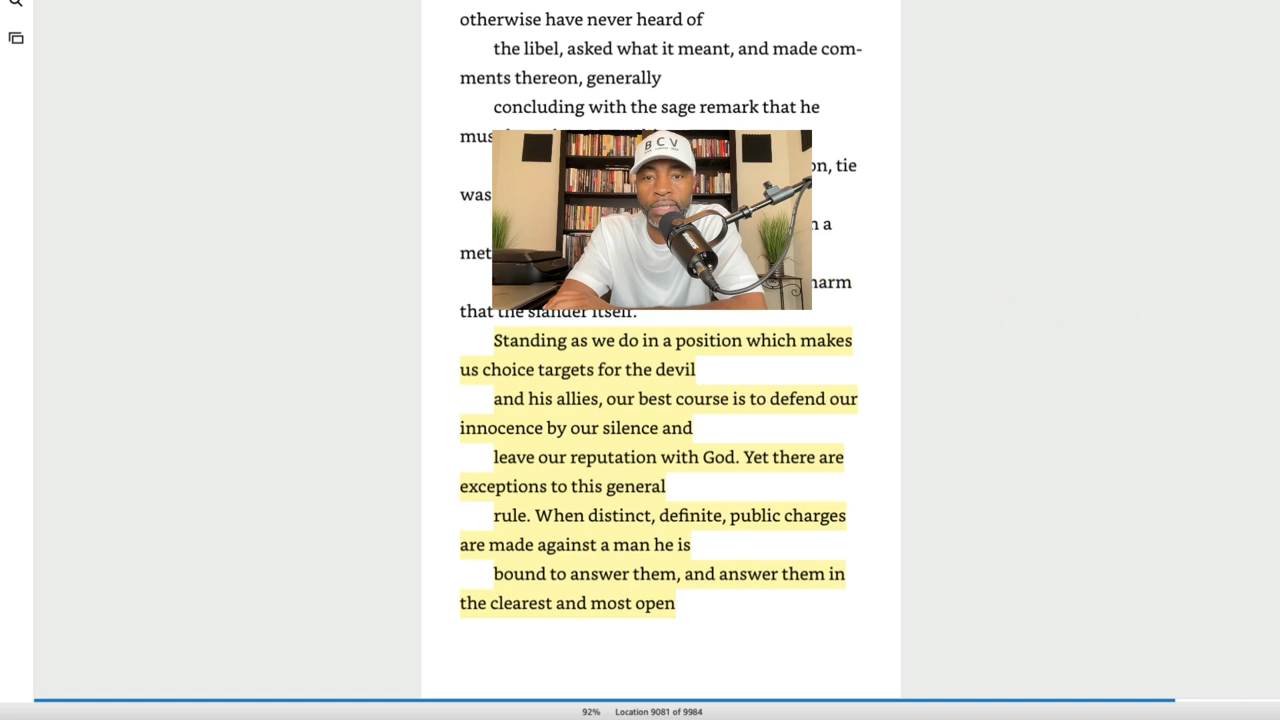 otherwise have never heard of
the libel, asked what it meant, and made com-
ments thereon, generally
concluding with the sage remark that he
BCV
on, tie
was
met
harm
that the slander itself.
Standing as we do in a position which makes
us choice targets for the devil
and his allies, our best course is to defend our
innocence by our silence and
leave our reputation with God. Yet there are
exceptions to this general
rule. When distinct, definite, public charges
are made against a man he is
bound to answer them, and answer them in
the clearest and most open
92% Location 9081 of 9984